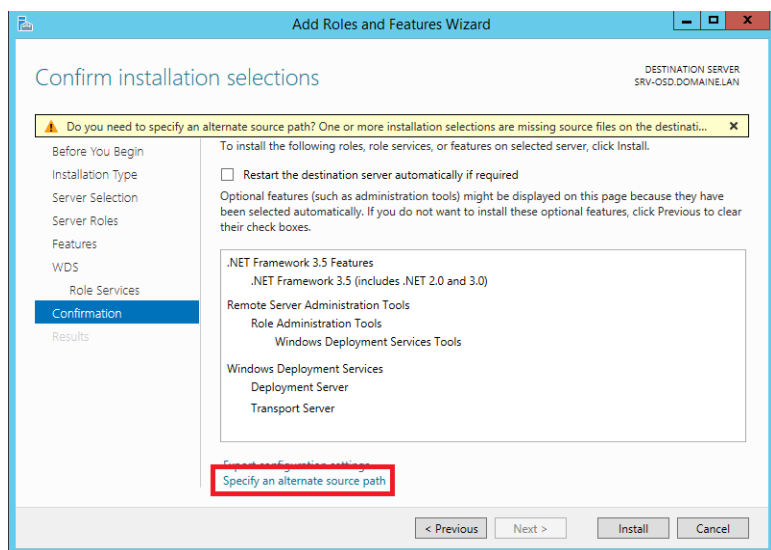 Add Roles and Features Wizard
Confirm installation selections
DESTINATION SERVER
SRV-OSD.DOMAINE.LAN
Do you need to specify an alternate source path? One or more installation selections are missing source files on the destinati...
Before You Begin
Installation Type
Server Selection
Server Roles
Features
WDS
Role Services
Confirmation
Results
To install the following roles, role services, or features on selected server, click Install.
Restart the destination server automatically if required
Optional features (such as administration tools) might be displayed on this page because they have
been selected automatically. If you do not want to install these optional features, click Previous to clear
their check boxes.
.NET Framework 3.5 Features
.NET Framework 3.5 (includes .NET 2.0 and 3.0)
Remote Server Administration Tools
Role Administration Tools
Windows Deployment Services Tools
Windows Deployment Services
Deployment Server
Transport Server
Export configuration settings
Specify an alternate source path
< Previous
Next >
Install
Cancel